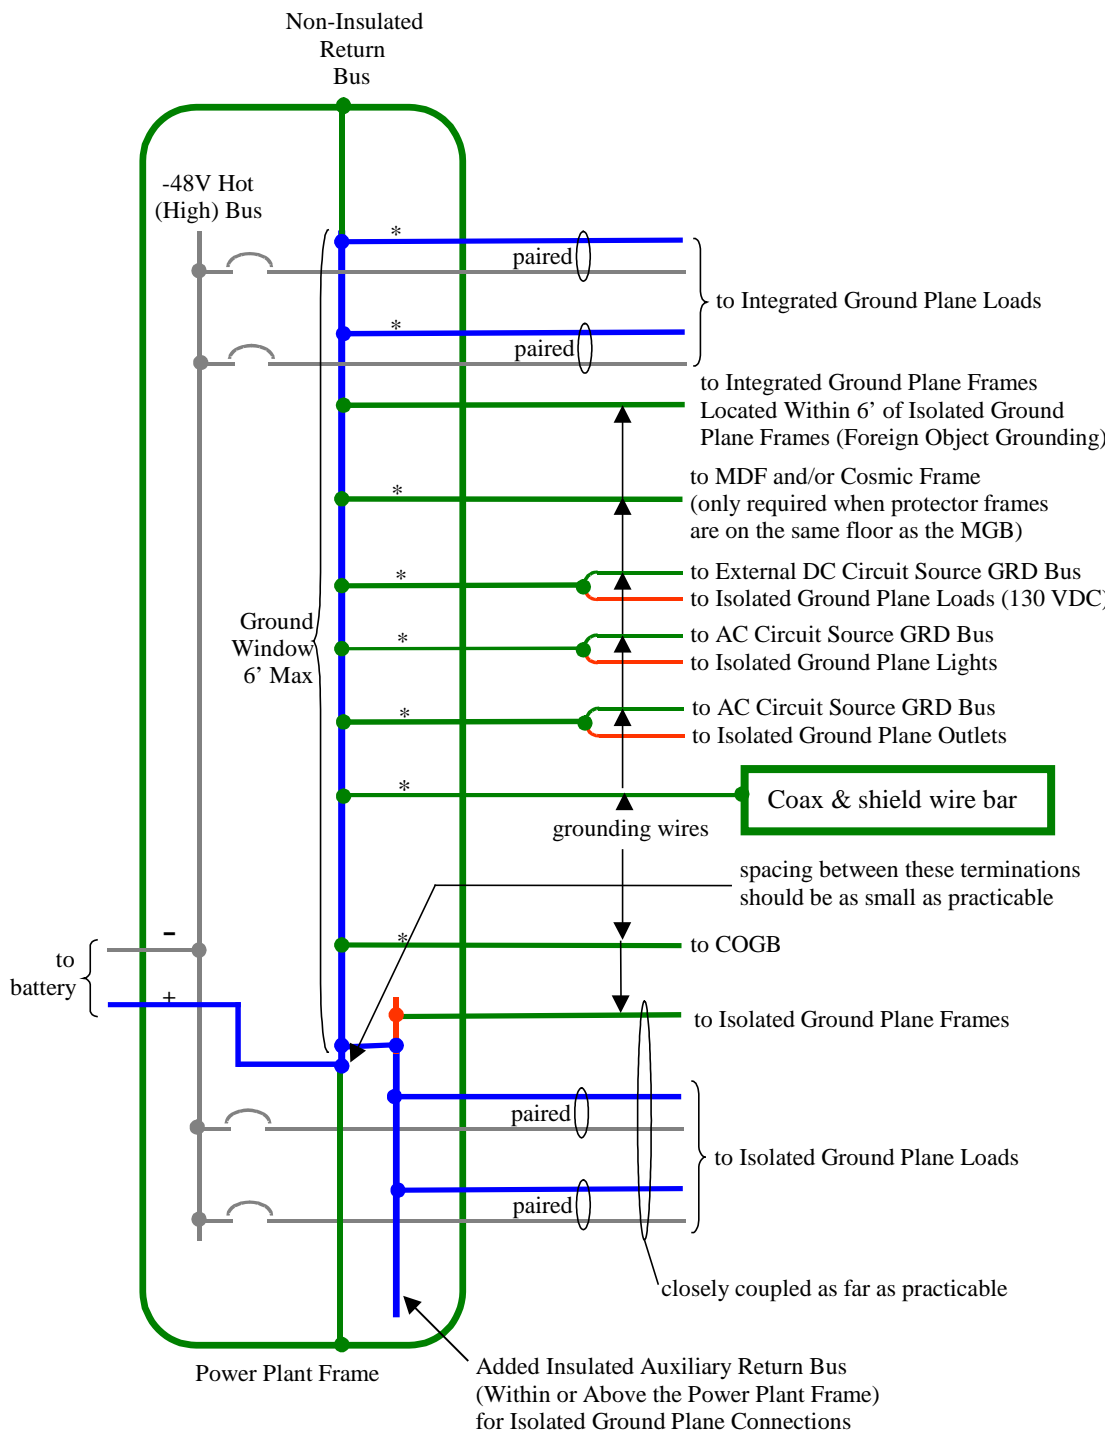 Non-Insulated
Return
Bus
-48V Hot
(High) Bus
*
paired
to Integrated Ground Plane Loads
*
paired
to Integrated Ground Plane Frames
Located Within 6’ of Isolated Ground
Plane Frames (Foreign Object Grounding)
to MDF and/or Cosmic Frame
(only required when protector frames
are on the same floor as the MGB)
*
*
to External DC Circuit Source GRD Bus
to Isolated Ground Plane Loads (130 VDC)
Ground
Window
6’ Max
*
to AC Circuit Source GRD Bus
to Isolated Ground Plane Lights
*
to AC Circuit Source GRD Bus
to Isolated Ground Plane Outlets
*
Coax & shield wire bar
grounding wires
spacing between these terminations
should be as small as practicable
-
to
battery
+
*
to COGB
to Isolated Ground Plane Frames
paired
to Isolated Ground Plane Loads
paired
closely coupled as far as practicable
Power Plant Frame
Added Insulated Auxiliary Return Bus
(Within or Above the Power Plant Frame)
for Isolated Ground Plane Connections